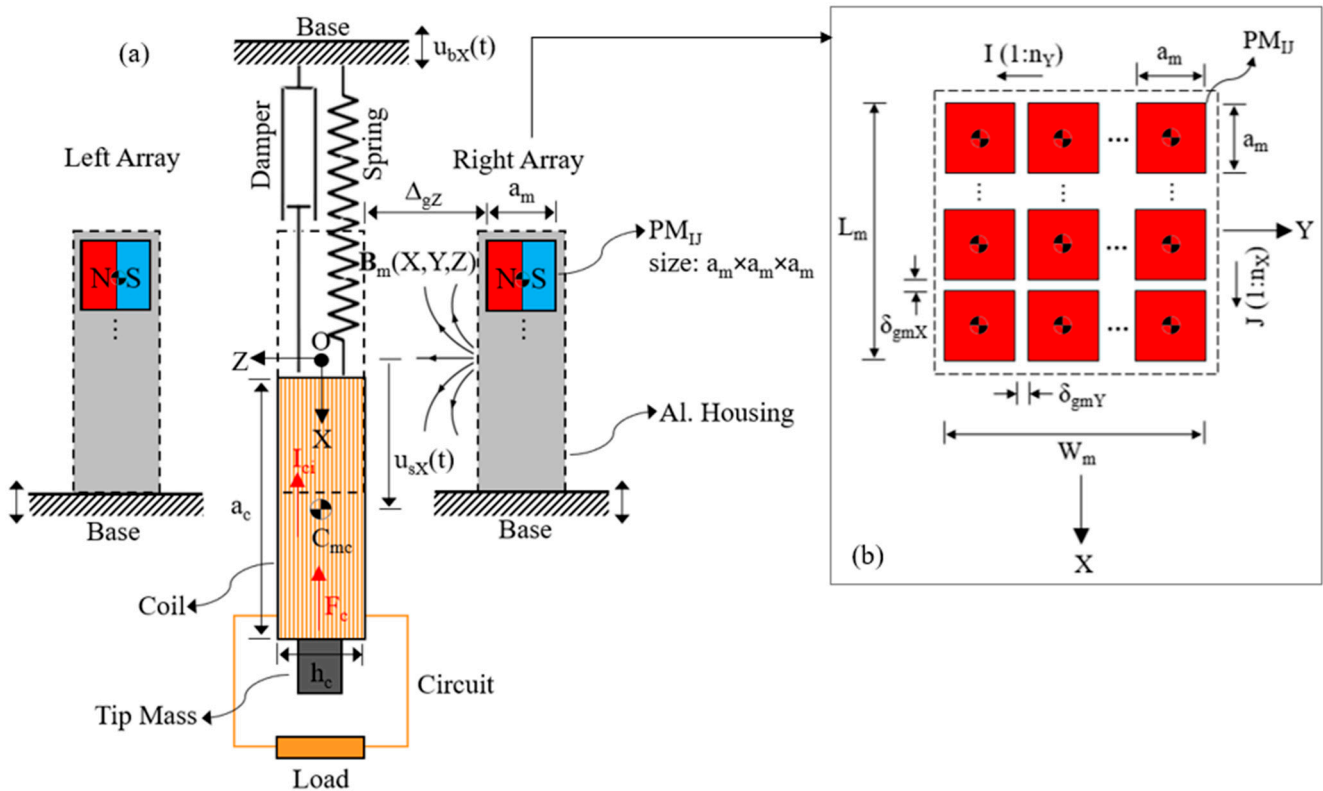 (a)
Base
u_bX(t)
Damper
Spring
Left Array
Right Array
Δ_gZ
a_m
PM_IJ
size: a_m×a_m×a_m
N S
⋮
B_m(X,Y,Z)
N S
⋮
O
Z
X
Al. Housing
u_sX(t)
I_ci
a_c
C_mc
Base
Base
Coil
F_c
h_c
Tip Mass
Circuit
Load
(b)
I (1:n_Y)
a_m
PM_IJ
a_m
...
⋮ ⋮ ⋮
L_m
...
Y
J (1:n_X)
δ_gmX
...
δ_gmY
W_m
X